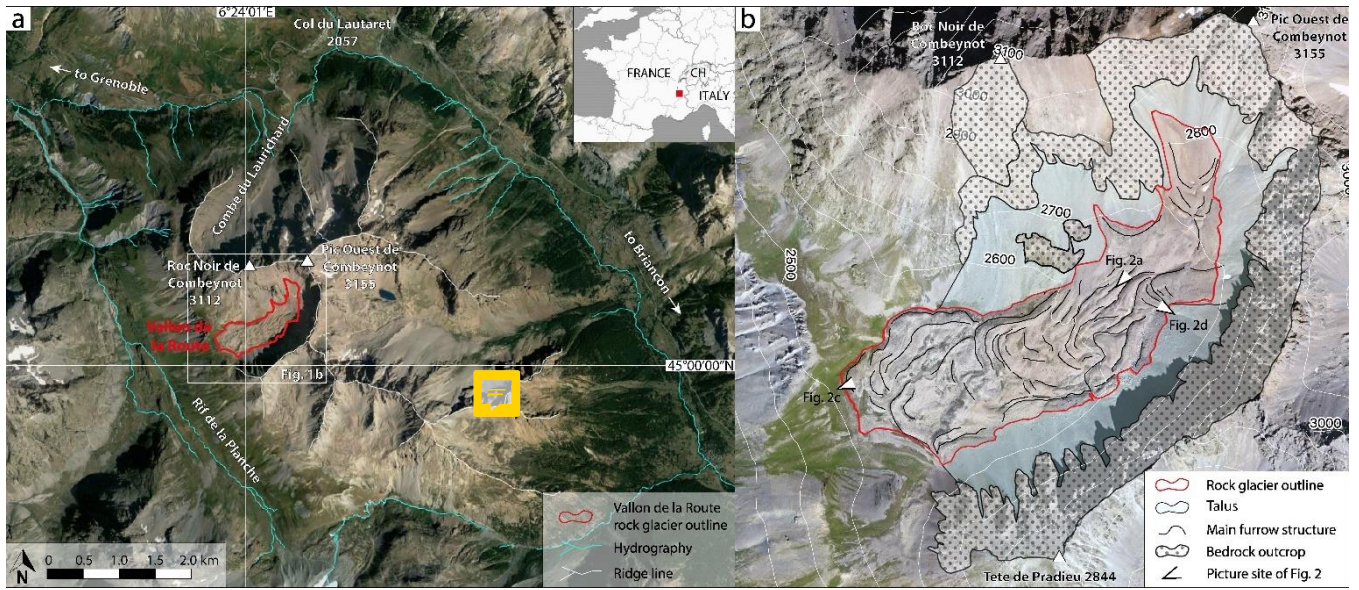 a
6°24'01"E
Col du Lautaret
2057
to Grenoble
Combe du Laurichard
FRANCE
CH
ITALY
Roc Noir de
Combeynot
3112
Pic Ouest de
Combeynot
3155
to Briançon
Vallon de
la Route
Fig. 1b
45°00'00"N
Rif de la Planche
N
0 0.5 1.0 1.5 2.0 km
Vallon de la Route
rock glacier outline
Hydrography
Ridge line
b
Roc Noir de
Combeynot
3112
3100
Pic Ouest de
Combeynot
3155
3000
2900
2800
2700
2600
2500
3000
3000
Fig. 2a
Fig. 2d
Fig. 2c
Tete de Pradieu 2844
Rock glacier outline
Talus
Main furrow structure
Bedrock outcrop
Picture site of Fig. 2